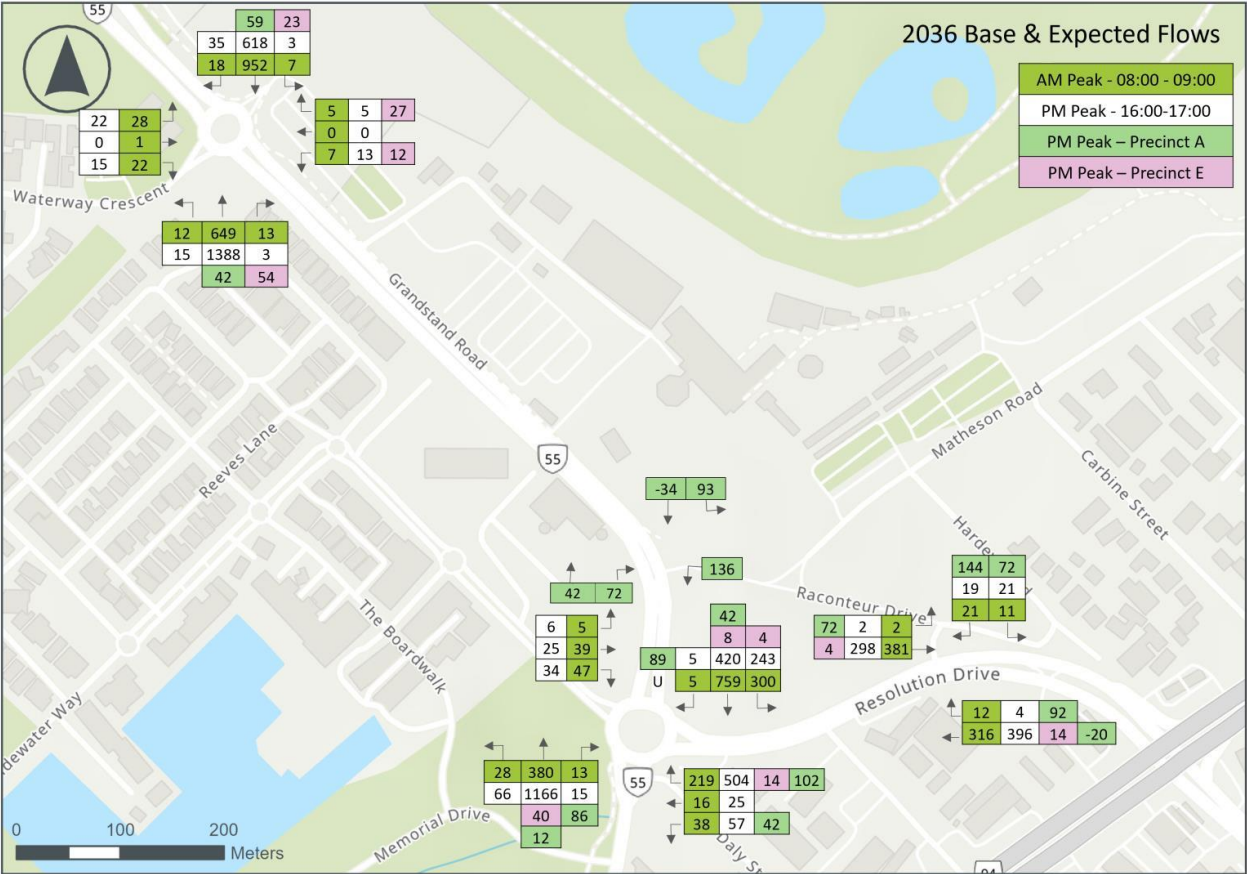 55
2036 Base & Expected Flows
AM Peak - 08:00 - 09:00
PM Peak - 16:00-17:00
PM Peak – Precinct A
PM Peak – Precinct E
59 23
35 618 3
18 952 7
22 28
0 1
15 22
5 5 27
0 0
7 13 12
Waterway Crescent
12 649 13
15 1388 3
42 54
Grandstand Road
Reeves Lane
55
Matheson Road
Carbine Street
-34 93
136
42 72
Raconteur Drive
144 72
19 21
21 11
6 5
25 39
34 47
42
8 4
89 5 420 243
U 5 759 300
72 2 2
4 298 381
The Boardwalk
Resolution Drive
12 4 92
316 396 14 -20
28 380 13
66 1166 15
40 86
12
55
219 504 14 102
16 25
38 57 42
Memorial Drive
0 100 200
Meters